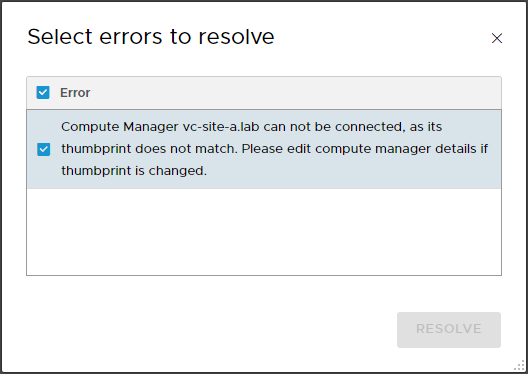 Select errors to resolve
Error
Compute Manager vc-site-a.lab can not be connected, as its
thumbprint does not match. Please edit compute manager details if
thumbprint is changed.
RESOLVE